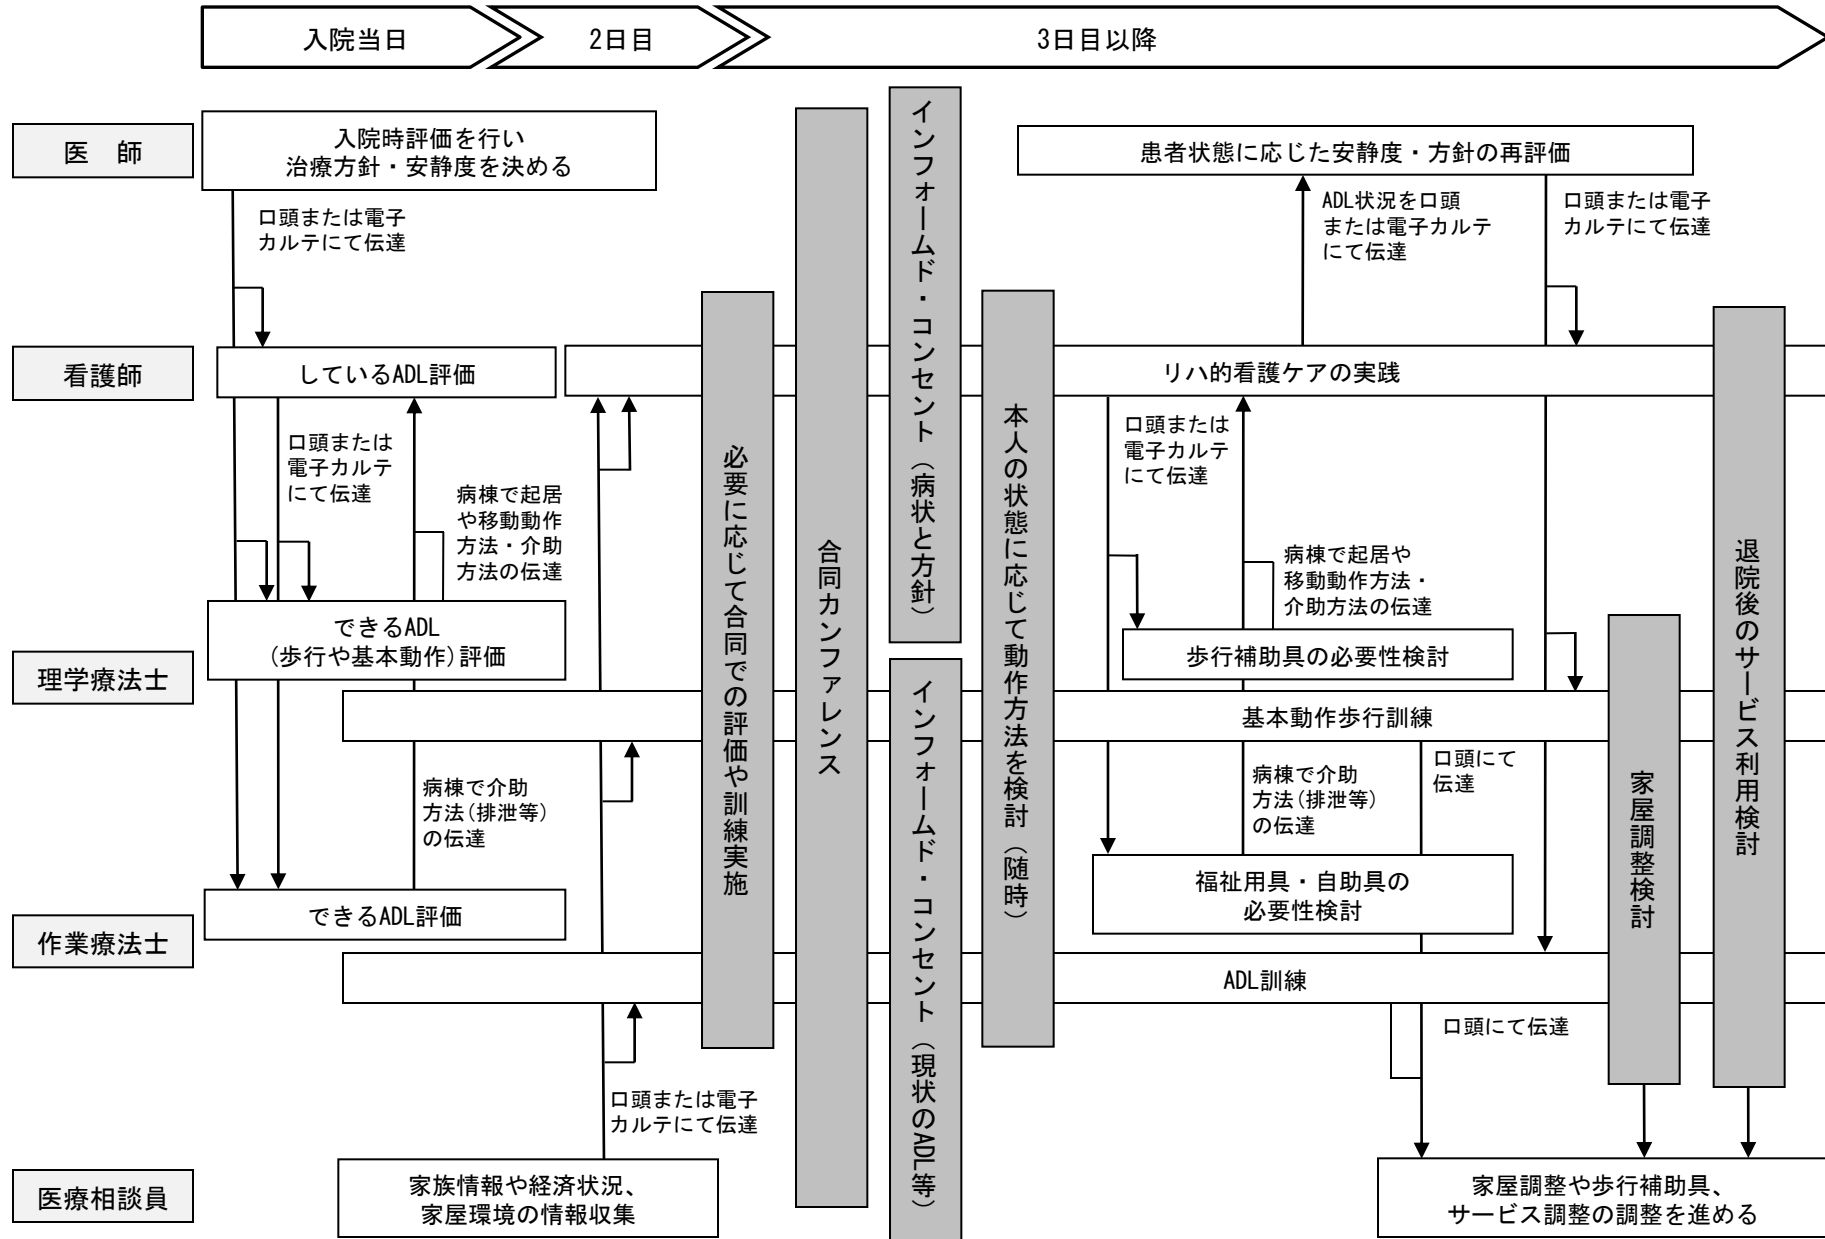 入院当日
2日目
3日目以降
医　師
入院時評価を行い
治療方針・安静度を決める
患者状態に応じた安静度・方針の再評価
口頭または電子
カルテにて伝達
ADL状況を口頭
または電子カルテ
にて伝達
口頭または電子
カルテにて伝達
看護師
しているADL評価
リハ的看護ケアの実践
口頭または
電子カルテ
にて伝達
病棟で起居
や移動動作
方法・介助
方法の伝達
口頭または
電子カルテ
にて伝達
病棟で起居や
移動動作方法・
介助方法の伝達
理学療法士
できるADL
(歩行や基本動作)評価
歩行補助具の必要性検討
基本動作歩行訓練
病棟で介助
方法(排泄等)
の伝達
病棟で介助
方法(排泄等)
の伝達
口頭にて
伝達
作業療法士
できるADL評価
福祉用具・自助具の
必要性検討
ADL訓練
口頭または電子
カルテにて伝達
口頭にて伝達
医療相談員
家族情報や経済状況、
家屋環境の情報収集
家屋調整や歩行補助具、
サービス調整の調整を進める
必要に応じて合同での評価や訓練実施
合同カンファレンス
インフォームド・コンセント（病状と方針）
インフォームド・コンセント（現状のADL等）
本人の状態に応じて動作方法を検討（随時）
家屋調整検討
退院後のサービス利用検討